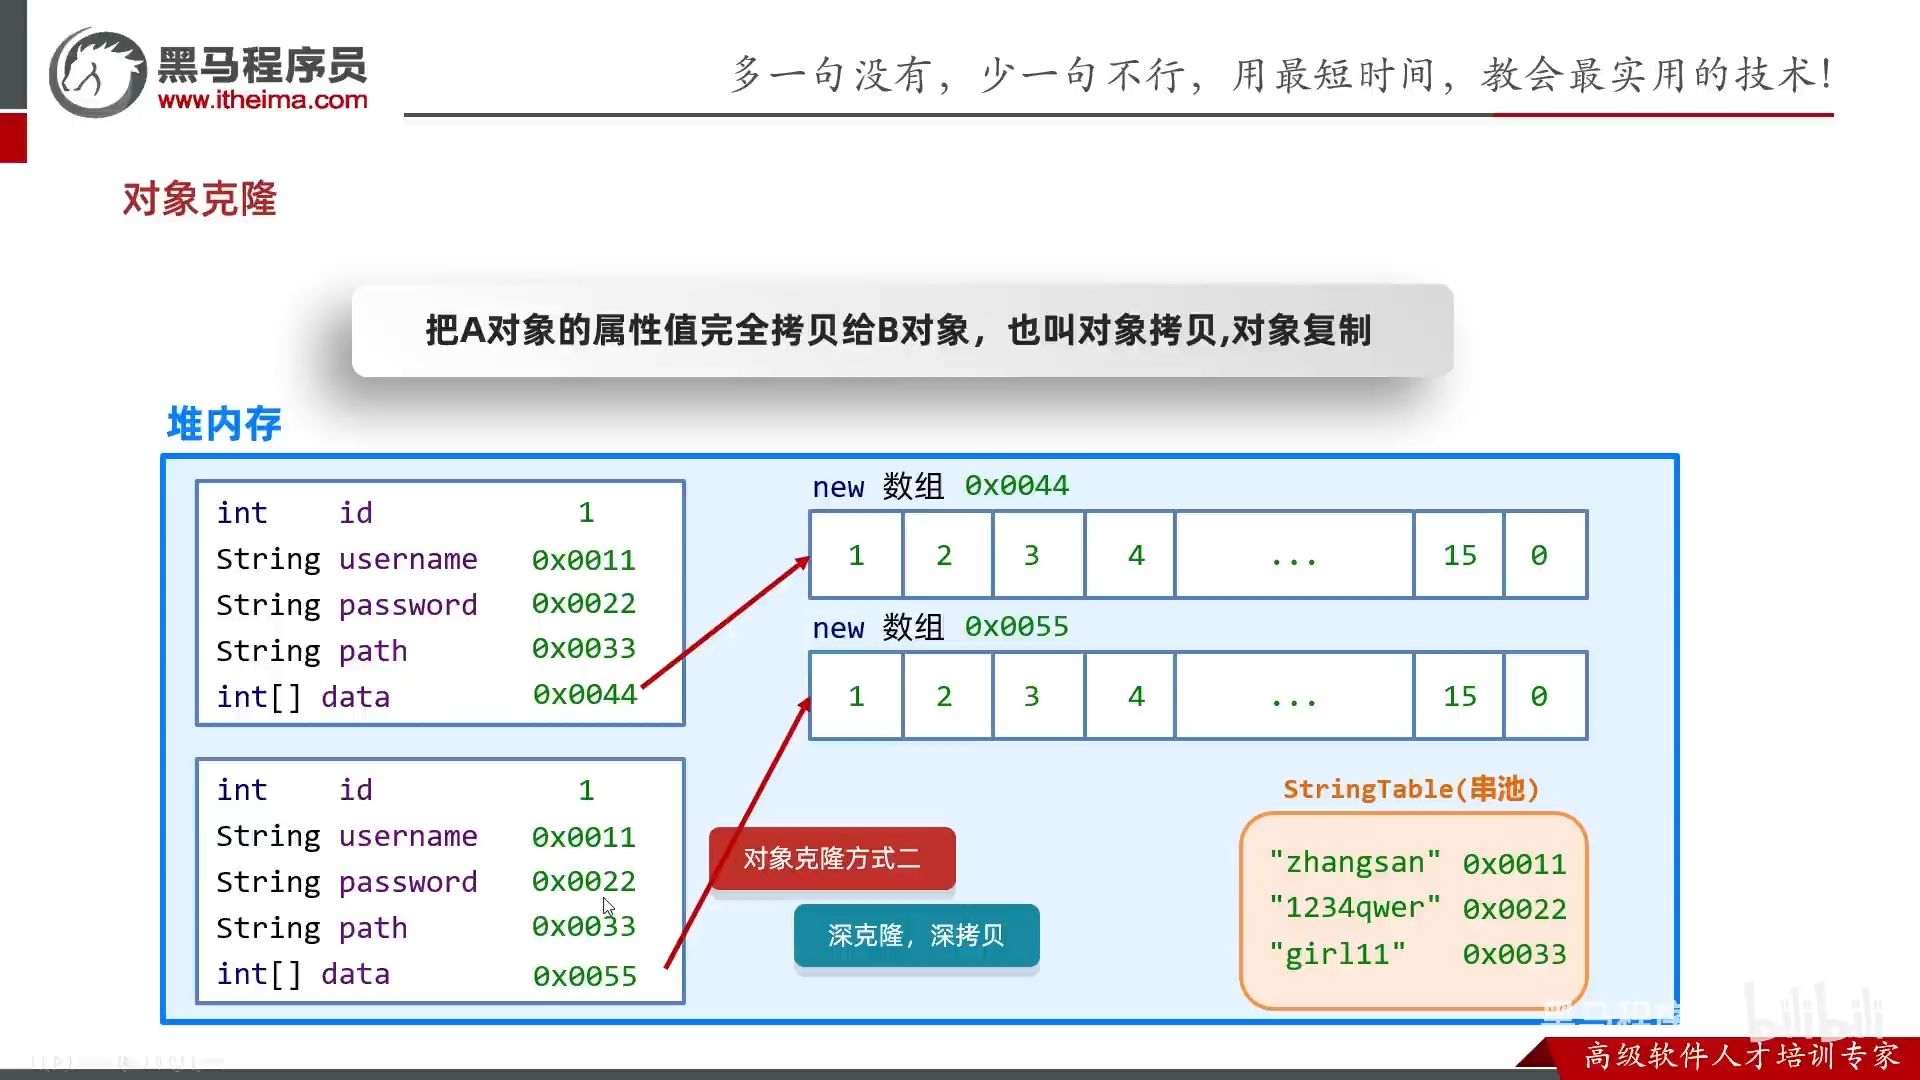 黑马程序员
www.itheima.com
多一句没有，少一句不行，用最短时间，教会最实用的技术！
对象克隆
把A对象的属性值完全拷贝给B对象，也叫对象拷贝,对象复制
堆内存
int id 1
String username 0x0011
String password 0x0022
String path 0x0033
int[] data 0x0044
new 数组 0x0044
1 2 3 4 ... 15 0
new 数组 0x0055
1 2 3 4 ... 15 0
int id 1
String username 0x0011
String password 0x0022
String path 0x0033
int[] data 0x0055
对象克隆方式二
深克隆，深拷贝
StringTable(串池)
"zhangsan" 0x0011
"1234qwer" 0x0022
"girl11" 0x0033
bilibili
高级软件人才培训专家